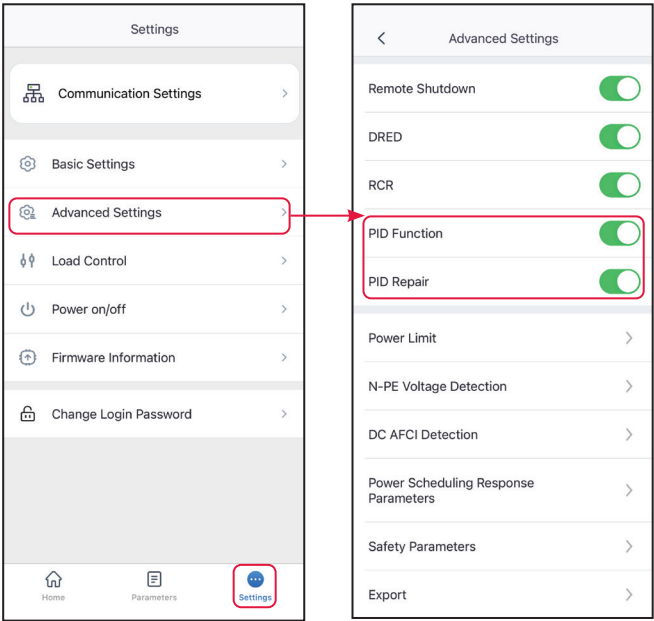 Settings
Communication Settings
Basic Settings
Advanced Settings
Load Control
Power on/off
Firmware Information
Change Login Password
Home
Parameters
Settings
Advanced Settings
Remote Shutdown
DRED
RCR
PID Function
PID Repair
Power Limit
N-PE Voltage Detection
DC AFCI Detection
Power Scheduling Response
Parameters
Safety Parameters
Export